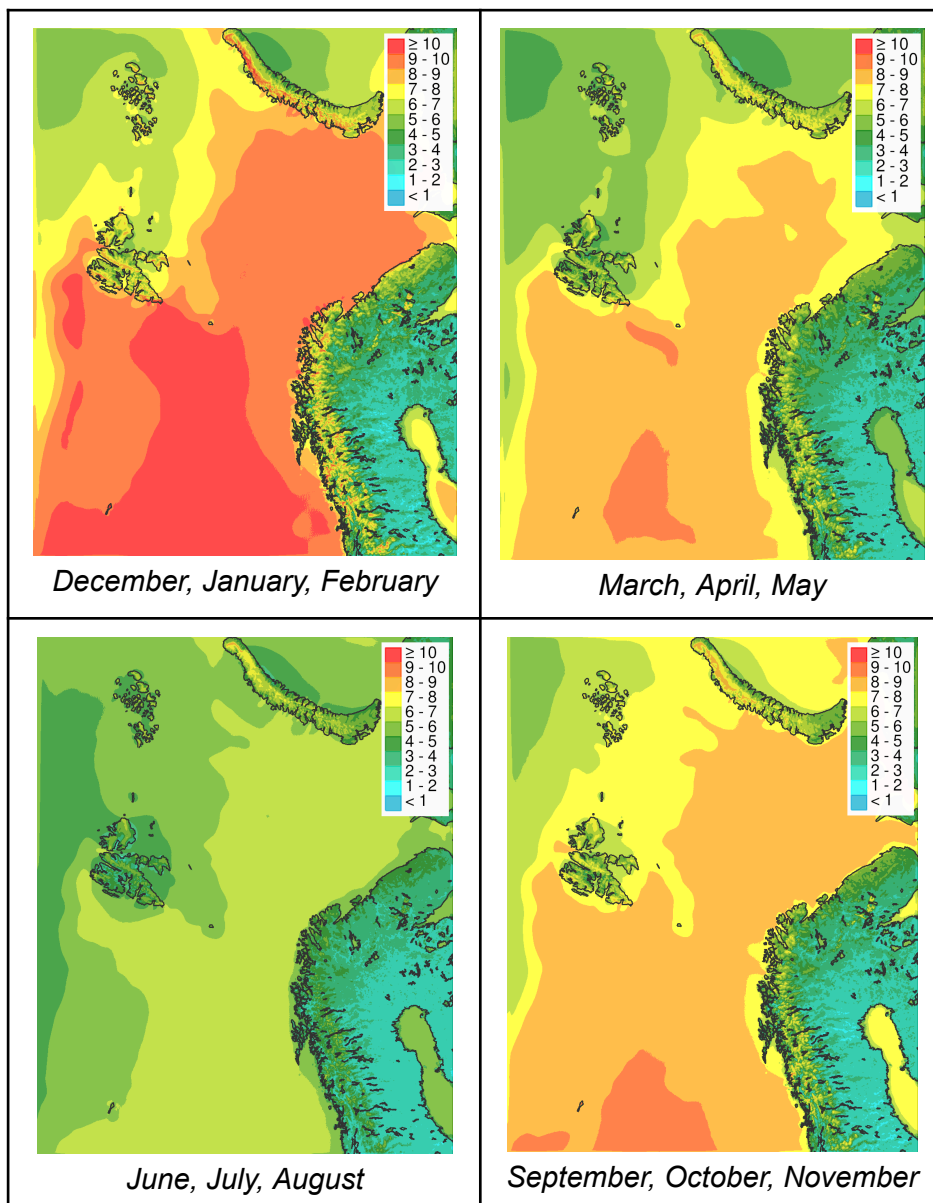 ≥ 10
9 - 10
8 - 9
7 - 8
6 - 7
5 - 6
4 - 5
3 - 4
2 - 3
1 - 2
< 1
December, January, February
≥ 10
9 - 10
8 - 9
7 - 8
6 - 7
5 - 6
4 - 5
3 - 4
2 - 3
1 - 2
< 1
March, April, May
≥ 10
9 - 10
8 - 9
7 - 8
6 - 7
5 - 6
4 - 5
3 - 4
2 - 3
1 - 2
< 1
June, July, August
≥ 10
9 - 10
8 - 9
7 - 8
6 - 7
5 - 6
4 - 5
3 - 4
2 - 3
1 - 2
< 1
September, October, November